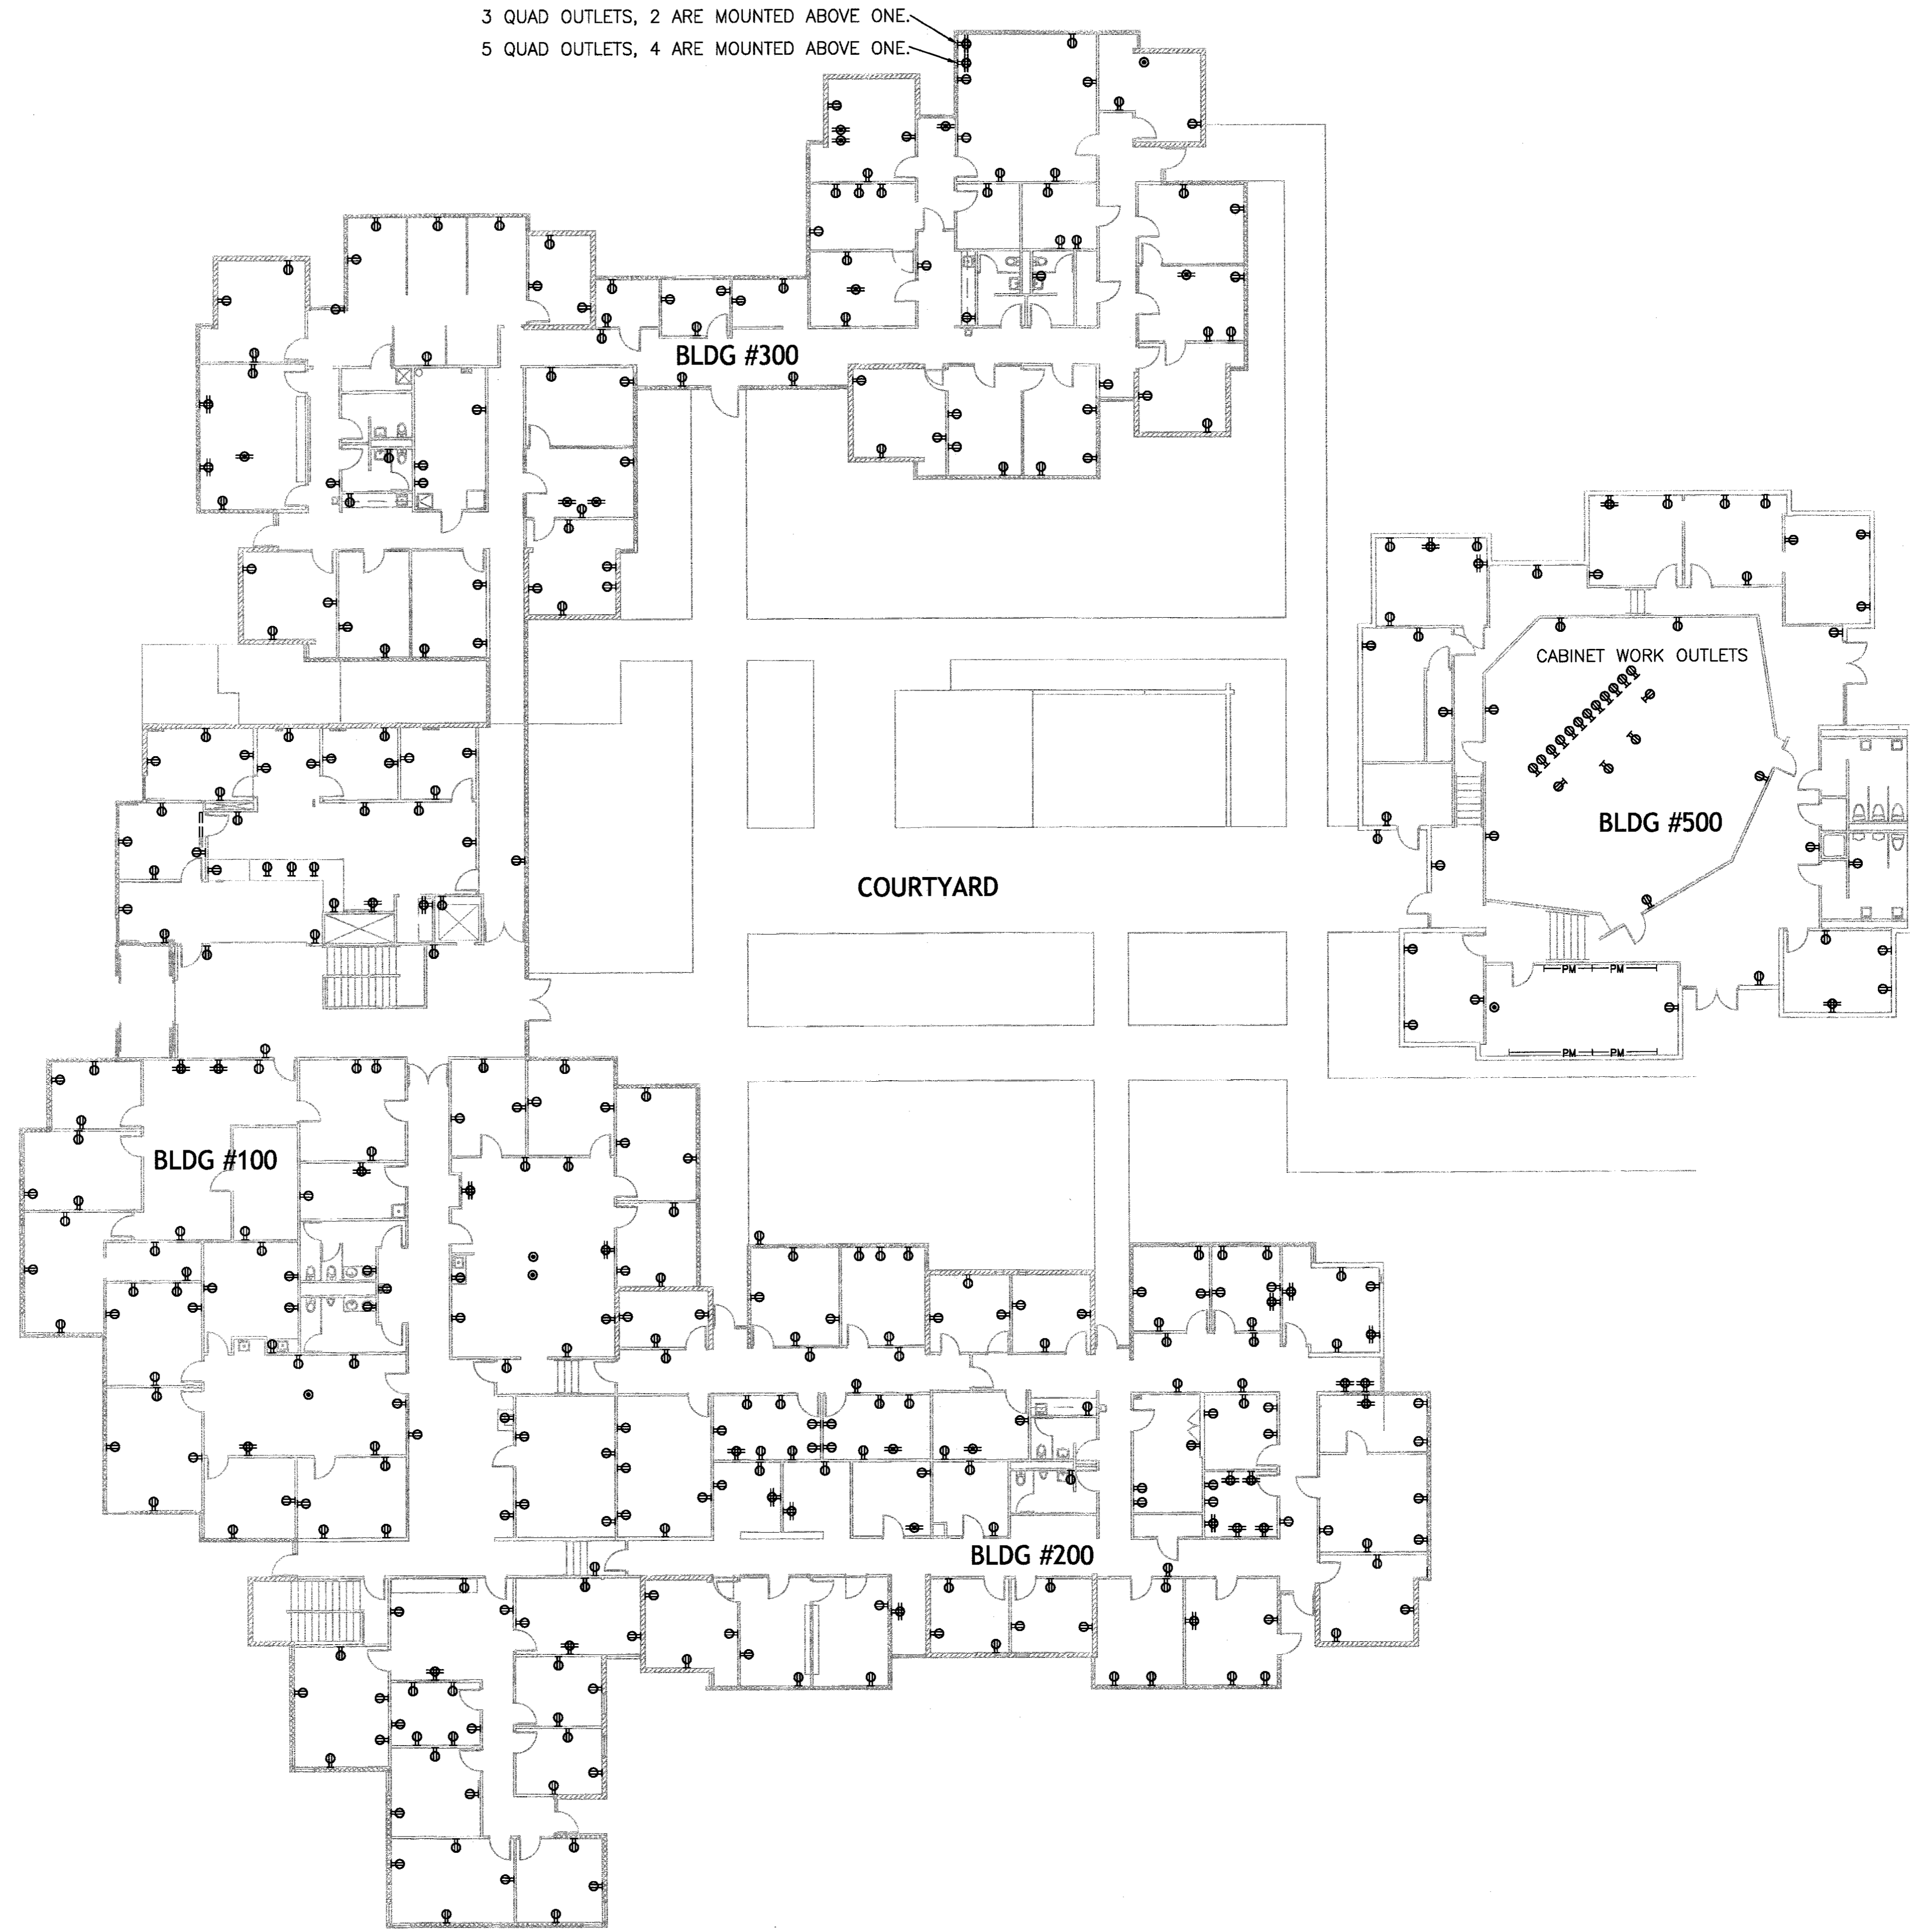 3 QUAD OUTLETS, 2 ARE MOUNTED ABOVE ONE.
5 QUAD OUTLETS, 4 ARE MOUNTED ABOVE ONE.
BLDG #300
CABINET WORK OUTLETS
BLDG #500
COURTYARD
PM PM
PM PM
BLDG #100
BLDG #200